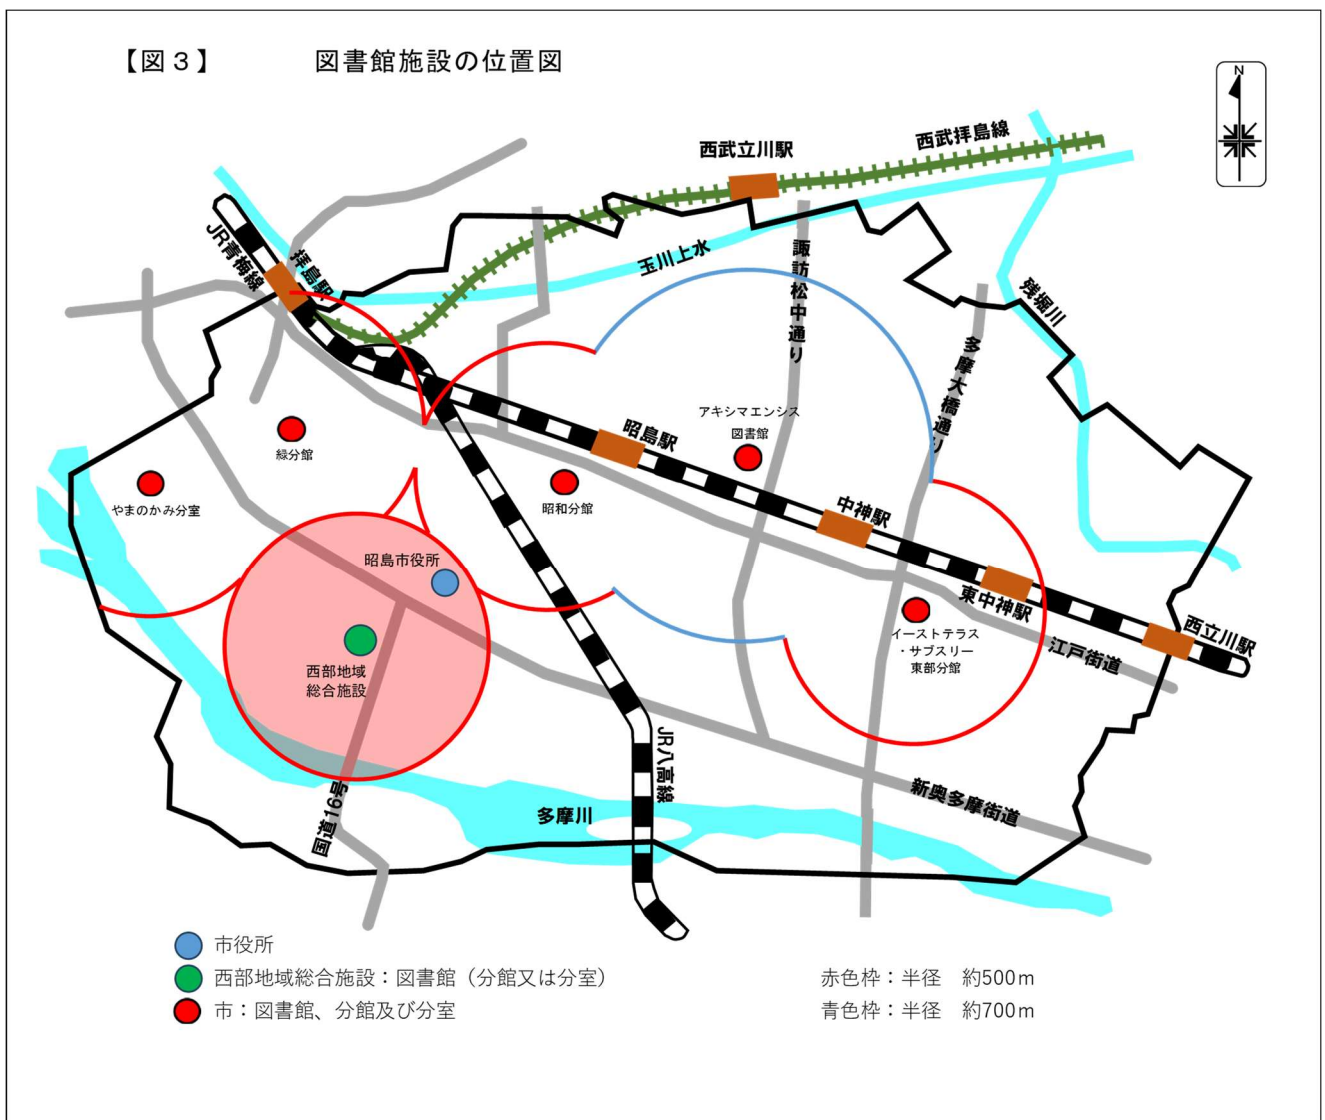 【図３】 図書館施設の位置図
N
西武立川駅
西武拝島線
JR青梅線
拝島駅
玉川上水
諏訪松中通り
残堀川
多摩大橋通り
アキシマエンシス
図書館
昭島駅
緑分館
やまのかみ分室
昭和分館
中神駅
昭島市役所
東中神駅
西立川駅
イーストテラス
・サブスリー
東部分館
江戸街道
西部地域
総合施設
JR八高線
新奥多摩街道
国道16号
多摩川
市役所
西部地域総合施設：図書館（分館又は分室）
赤色枠：半径　約500ｍ
市：図書館、分館及び分室
青色枠：半径　約700ｍ